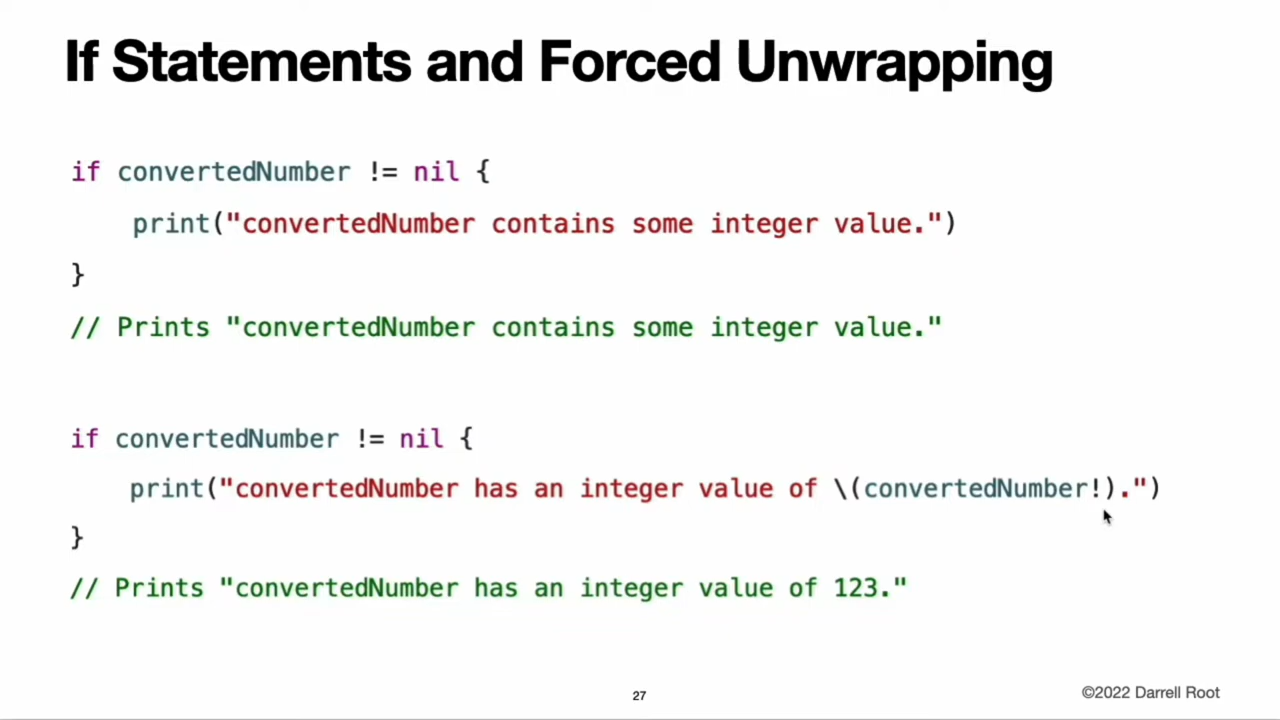 If Statements and Forced Unwrapping
if convertedNumber != nil {
    print("convertedNumber contains some integer value.")
}
// Prints "convertedNumber contains some integer value."
if convertedNumber != nil {
    print("convertedNumber has an integer value of \(convertedNumber!).")
}
// Prints "convertedNumber has an integer value of 123."
27
©2022 Darrell Root